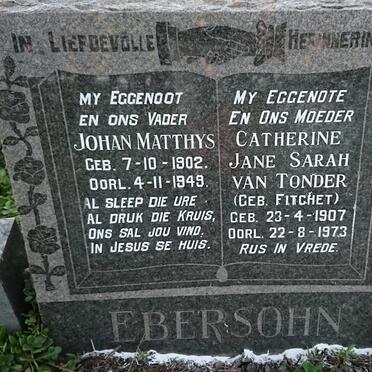 IN LIEFDEVOLLE HERINNERIN
MY EGGENOOT
EN ONS VADER
JOHAN MATTHYS
GEB. 7-10-1902.
OORL. 4-11-1949.
AL SLEEP DIE URE
AL DRUK DIE KRUIS,
ONS SAL JOU VIND,
IN JESUS SE HUIS.
MY EGGENOTE
EN ONS MOEDER
CATHERINE
JANE SARAH
VAN TONDER
(GEB. FITCHET)
GEB. 23-4-1907
OORL. 22-8-1973
RUS IN VREDE.
EBERSOHN